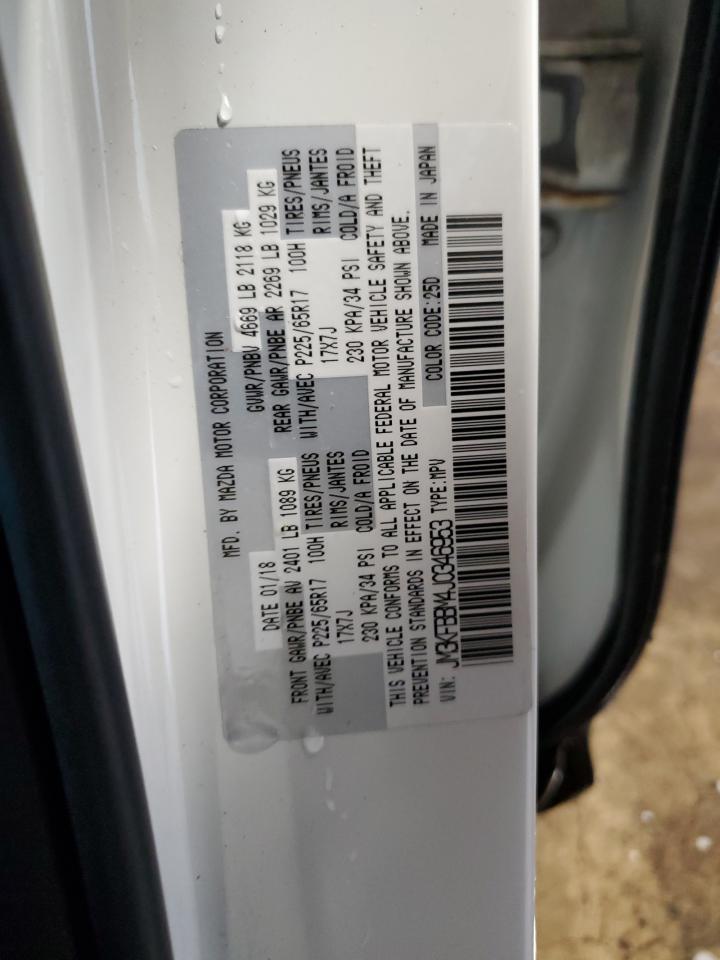 MFD. BY MAZDA MOTOR CORPORATION
DATE 01/18 GVWR/PNBV 4669 LB 2118 KG
FRONT GAWR/PNBE AV 2401 LB 1089 KG REAR GAWR/PNBE AR 2269 LB 1029 KG
WITH/AVEC P225/65R17 100H TIRES/PNEUS WITH/AVEC P225/65R17 100H TIRES/PNEUS
17X7J RIMS/JANTES 17X7J RIMS/JANTES
230 KPA/34 PSI COLD/A FROID 230 KPA/34 PSI COLD/A FROID
THIS VEHICLE CONFORMS TO ALL APPLICABLE FEDERAL MOTOR VEHICLE SAFETY AND THEFT
PREVENTION STANDARDS IN EFFECT ON THE DATE OF MANUFACTURE SHOWN ABOVE.
COLOR CODE:25D MADE IN JAPAN
VIN: JM3KFBBM4J0346953 TYPE:MPV